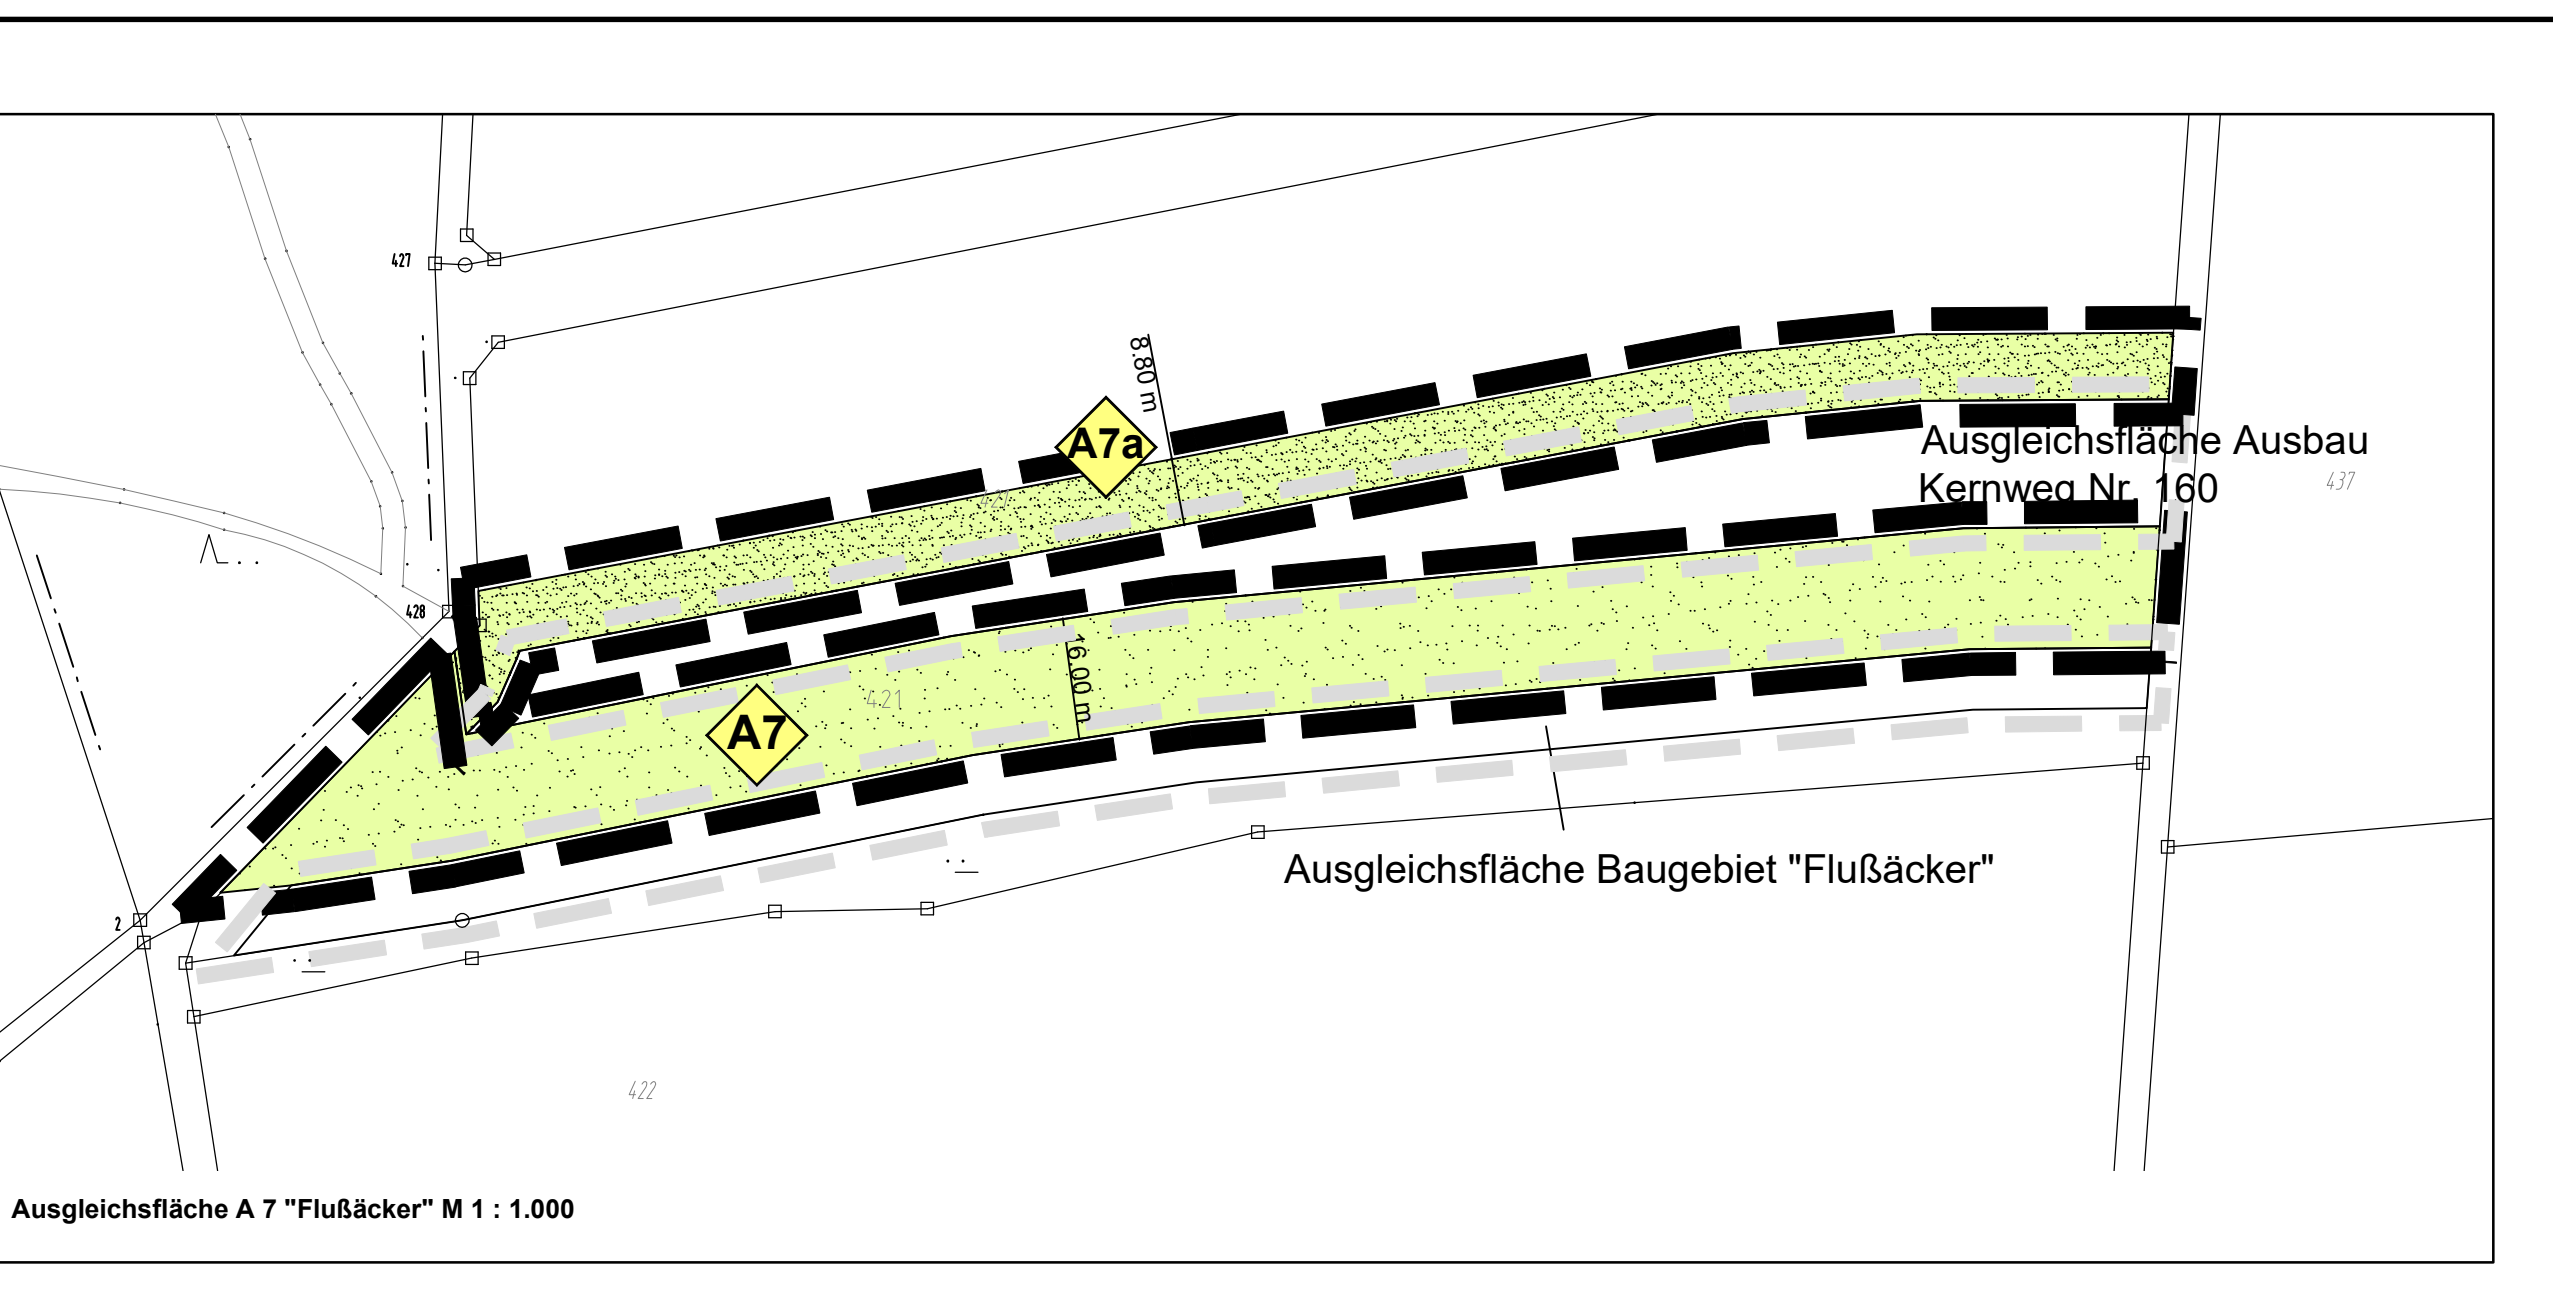 427
8.80 m
A7a
421
Ausgleichsfläche Ausbau
Kernweg Nr. 160
437
428
16.00 m
421
A7
Ausgleichsfläche Baugebiet "Flußäcker"
2
422
Ausgleichsfläche A 7 "Flußäcker" M 1 : 1.000